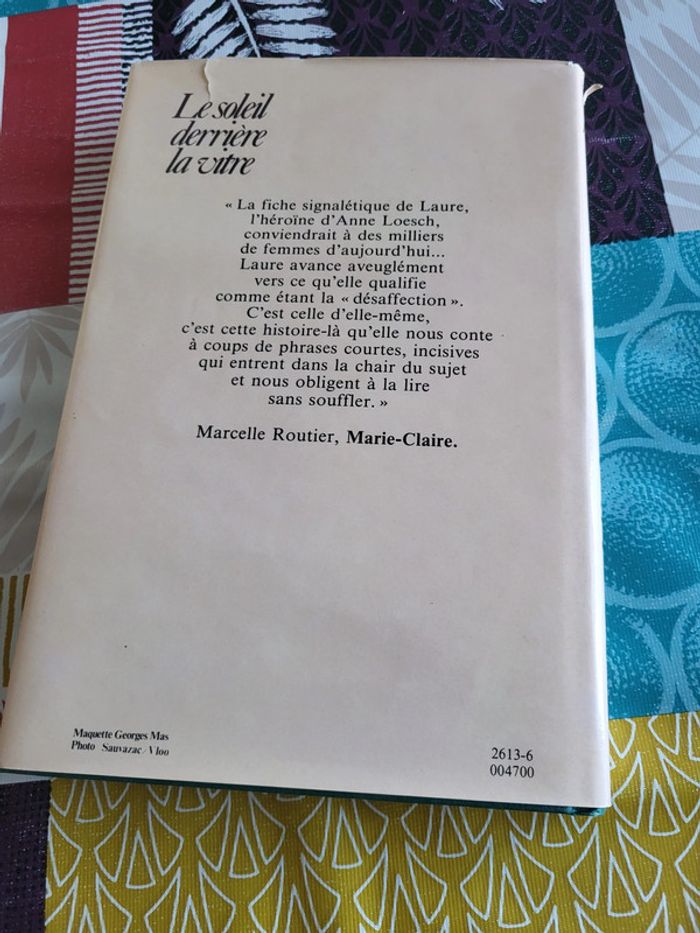 Le soleil
derrière
la vitre
« La fiche signalétique de Laure,
l'héroïne d'Anne Loesch,
conviendrait à des milliers
de femmes d'aujourd'hui...
Laure avance aveuglément
vers ce qu'elle qualifie
comme étant la « désaffection ».
C'est celle d'elle-même,
c'est cette histoire-là qu'elle nous conte
à coups de phrases courtes, incisives
qui entrent dans la chair du sujet
et nous obligent à la lire
sans souffler. »
Marcelle Routier, Marie-Claire.
Maquette Georges Mas
Photo Sauvazac/Vloo
2613-6
004700